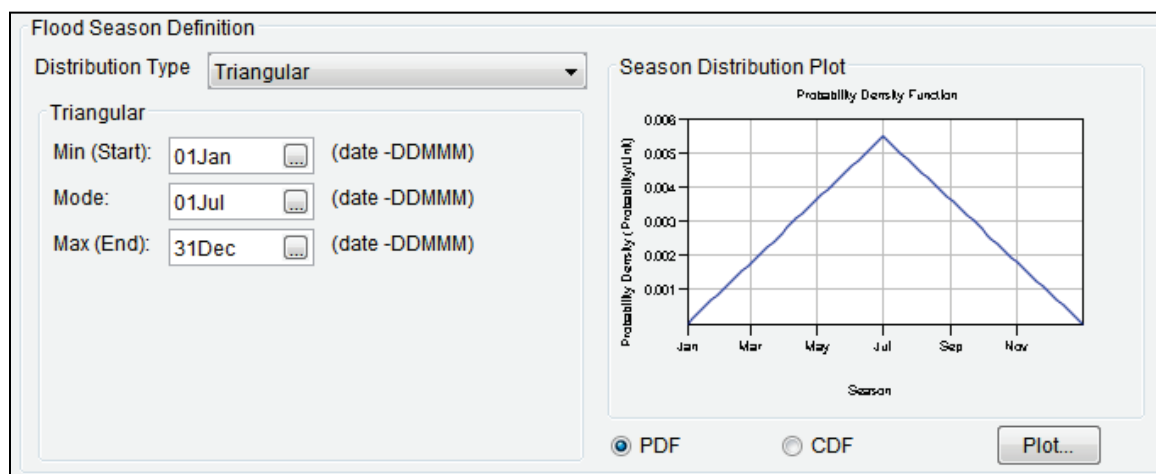 Flood Season Definition
Distribution Type Triangular
Triangular
Min (Start): 01Jan ... (date -DDMMM)
Mode: 01Jul ... (date -DDMMM)
Max (End): 31Dec ... (date -DDMMM)
Season Distribution Plot
Probability Density Function
Probability Density (Probability/Unit)
0.006
0.005
0.004
0.003
0.002
0.001
Jan Mar May Jul Sep Nov
Season
PDF CDF Plot...